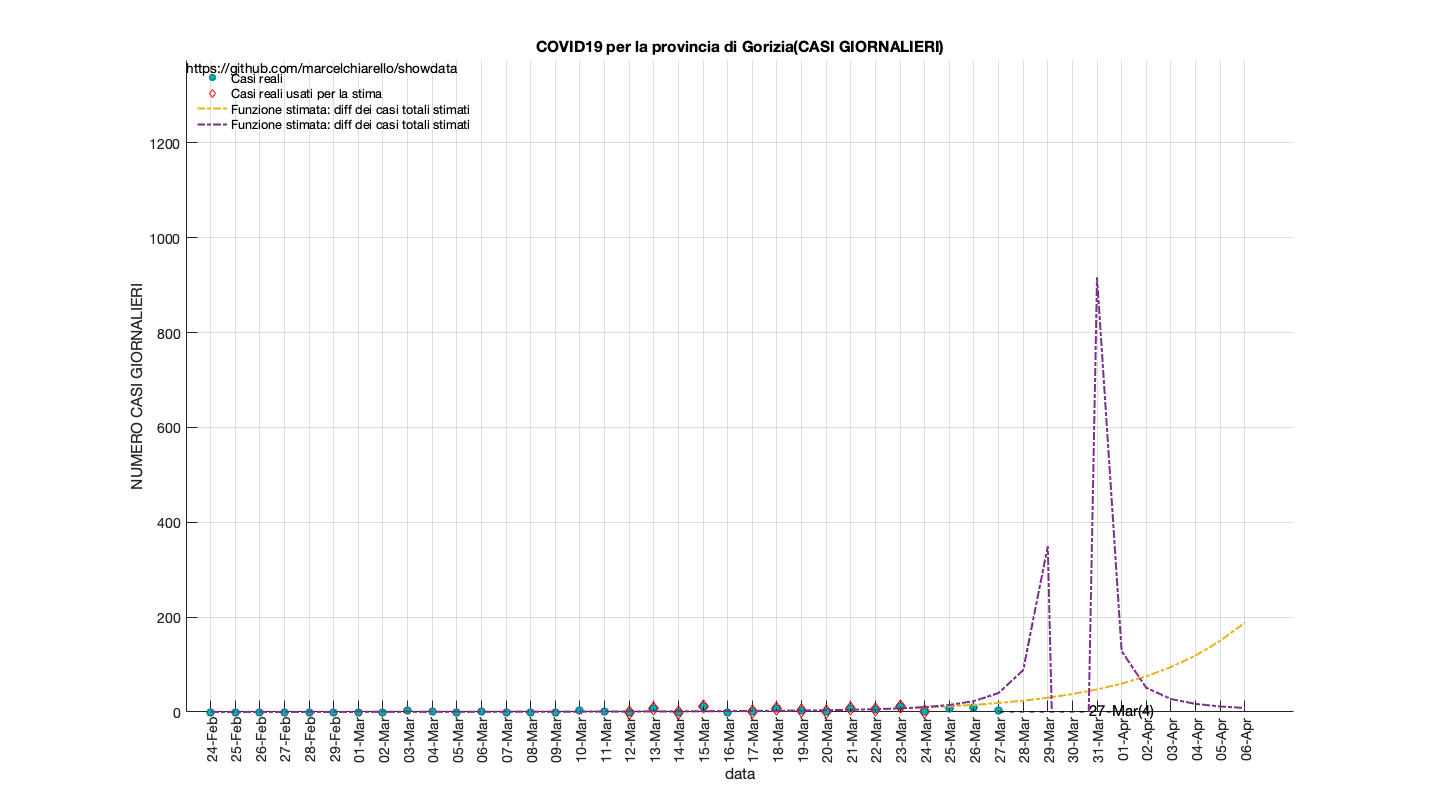 COVID19 per la provincia di Gorizia(CASI GIORNALIERI)
https://github.com/marcelchiarello/showdata
Casi reali
Casi reali usati per la stima
Funzione stimata: diff dei casi totali stimati
Funzione stimata: diff dei casi totali stimati
NUMERO CASI GIORNALIERI
1200
1000
800
600
400
200
0
27-Mar(4)
24-Feb
25-Feb
26-Feb
27-Feb
28-Feb
29-Feb
01-Mar
02-Mar
03-Mar
04-Mar
05-Mar
06-Mar
07-Mar
08-Mar
09-Mar
10-Mar
11-Mar
12-Mar
13-Mar
14-Mar
15-Mar
16-Mar
17-Mar
18-Mar
19-Mar
20-Mar
21-Mar
22-Mar
23-Mar
24-Mar
25-Mar
26-Mar
27-Mar
28-Mar
29-Mar
30-Mar
31-Mar
01-Apr
02-Apr
03-Apr
04-Apr
05-Apr
06-Apr
data